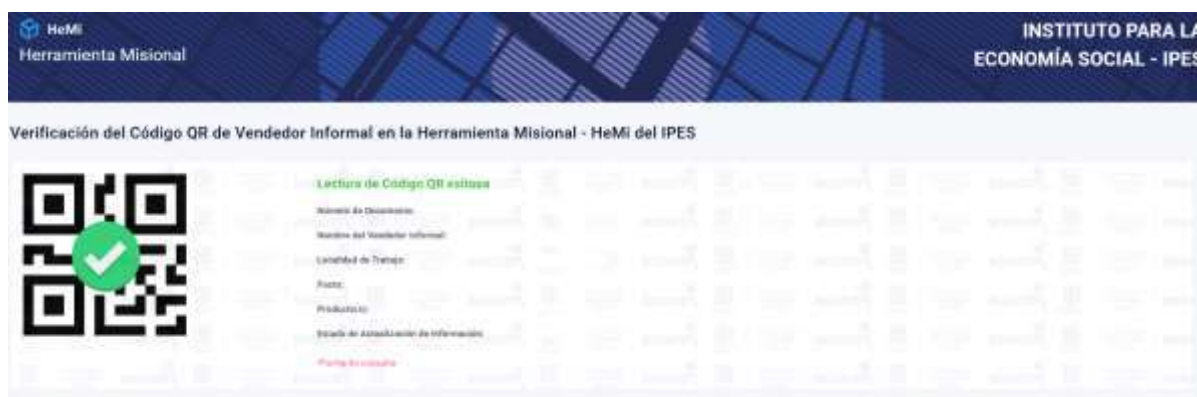 HeMi
Herramienta Misional
INSTITUTO PARA LA
ECONOMÍA SOCIAL - IPES
Verificación del Código QR de Vendedor Informal en la Herramienta Misional - HeMi del IPES
Lectura de Código QR exitosa
Número de Documento:
Nombre del Vendedor Informal:
Localidad de Trabajo:
Producto(s):
Estado de Actualización de Información:
Fecha de consulta: